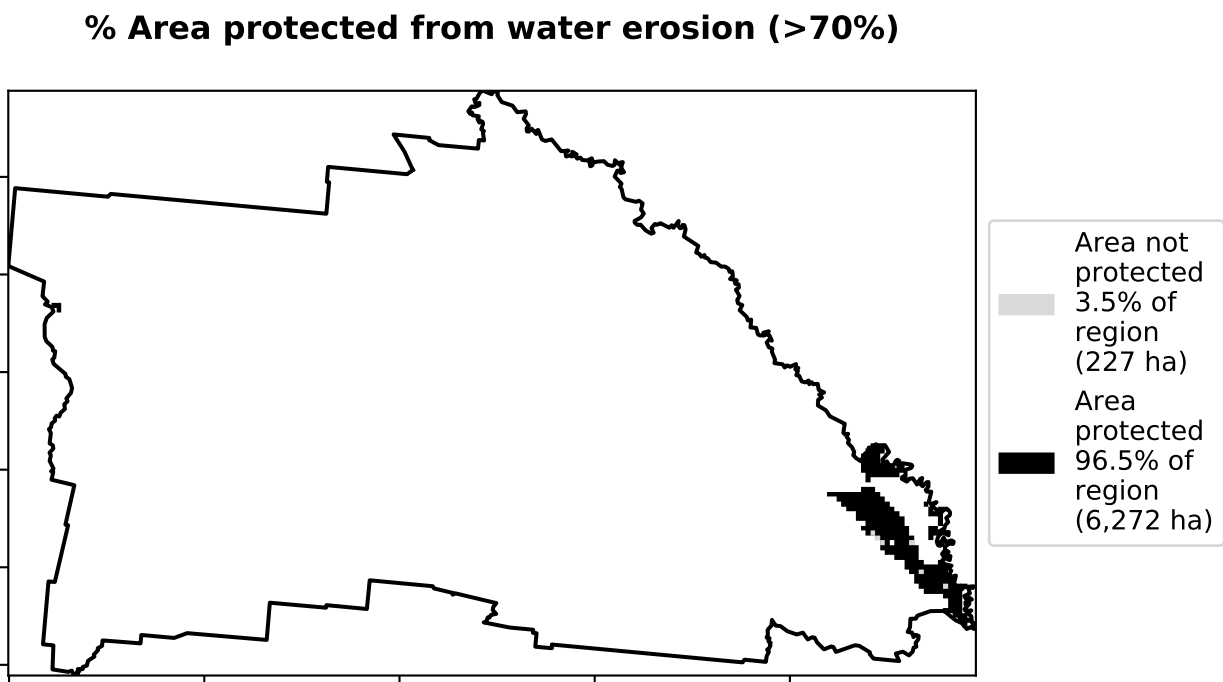 % Area protected from water erosion (>70%)
Area not
protected
3.5% of
region
(227 ha)
Area
protected
96.5% of
region
(6,272 ha)